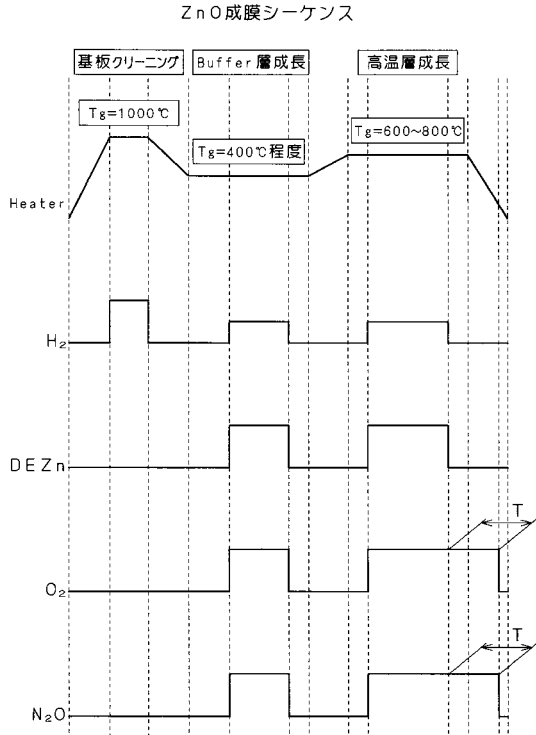 ZnO成膜シーケンス
基板クリーニング
Buffer層成長
高温層成長
Tg=1000℃
Tg=400℃程度
Tg=600~800℃
Heater
H₂
DEZn
T
O₂
T
N₂O